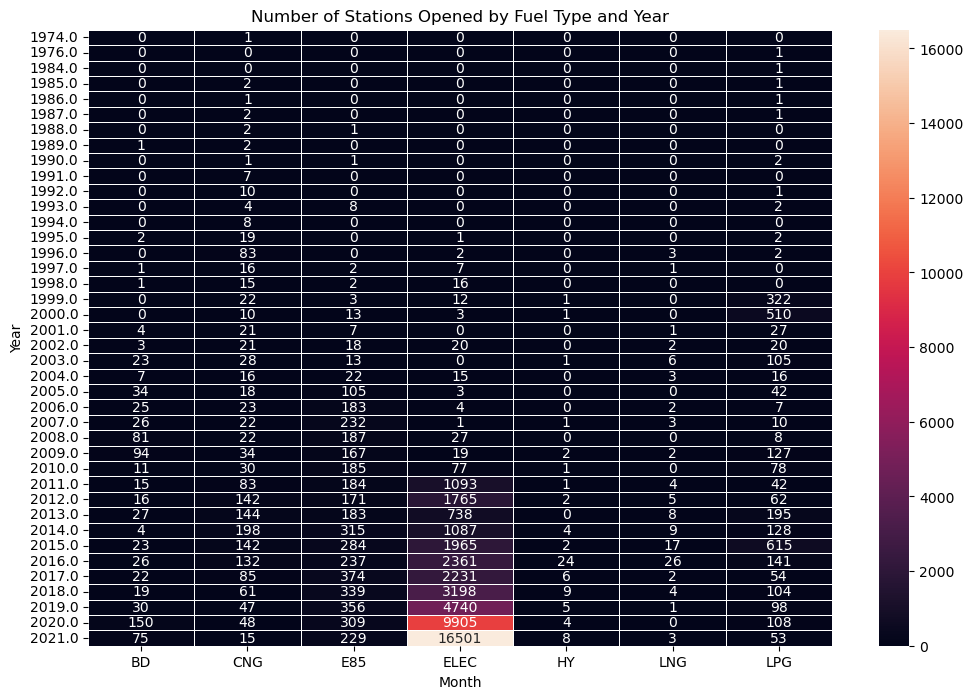 Number of Stations Opened by Fuel Type and Year
1974.0 0 1 0 0 0 0 0
1976.0 0 0 0 0 0 0 1
1984.0 0 0 0 0 0 0 1
1985.0 0 2 0 0 0 0 1
1986.0 0 1 0 0 0 0 1
1987.0 0 2 0 0 0 0 1
1988.0 0 2 1 0 0 0 0
1989.0 1 2 0 0 0 0 0
1990.0 0 1 1 0 0 0 2
1991.0 0 7 0 0 0 0 0
1992.0 0 10 0 0 0 0 1
1993.0 0 4 8 0 0 0 2
1994.0 0 8 0 0 0 0 0
1995.0 2 19 0 1 0 0 2
1996.0 0 83 0 2 0 3 2
1997.0 1 16 2 7 0 1 0
1998.0 1 15 2 16 0 0 0
1999.0 0 22 3 12 1 0 322
2000.0 0 10 13 3 1 0 510
2001.0 4 21 7 0 0 1 27
2002.0 3 21 18 20 0 2 20
2003.0 23 28 13 0 1 6 105
2004.0 7 16 22 15 0 3 16
2005.0 34 18 105 3 0 0 42
2006.0 25 23 183 4 0 2 7
2007.0 26 22 232 1 1 3 10
2008.0 81 22 187 27 0 0 8
2009.0 94 34 167 19 2 2 127
2010.0 11 30 185 77 1 0 78
2011.0 15 83 184 1093 1 4 42
2012.0 16 142 171 1765 2 5 62
2013.0 27 144 183 738 0 8 195
2014.0 4 198 315 1087 4 9 128
2015.0 23 142 284 1965 2 17 615
2016.0 26 132 237 2361 24 26 141
2017.0 22 85 374 2231 6 2 54
2018.0 19 61 339 3198 9 4 104
2019.0 30 47 356 4740 5 1 98
2020.0 150 48 309 9905 4 0 108
2021.0 75 15 229 16501 8 3 53
BD CNG E85 ELEC HY LNG LPG
Month
Year
16000
14000
12000
10000
8000
6000
4000
2000
0